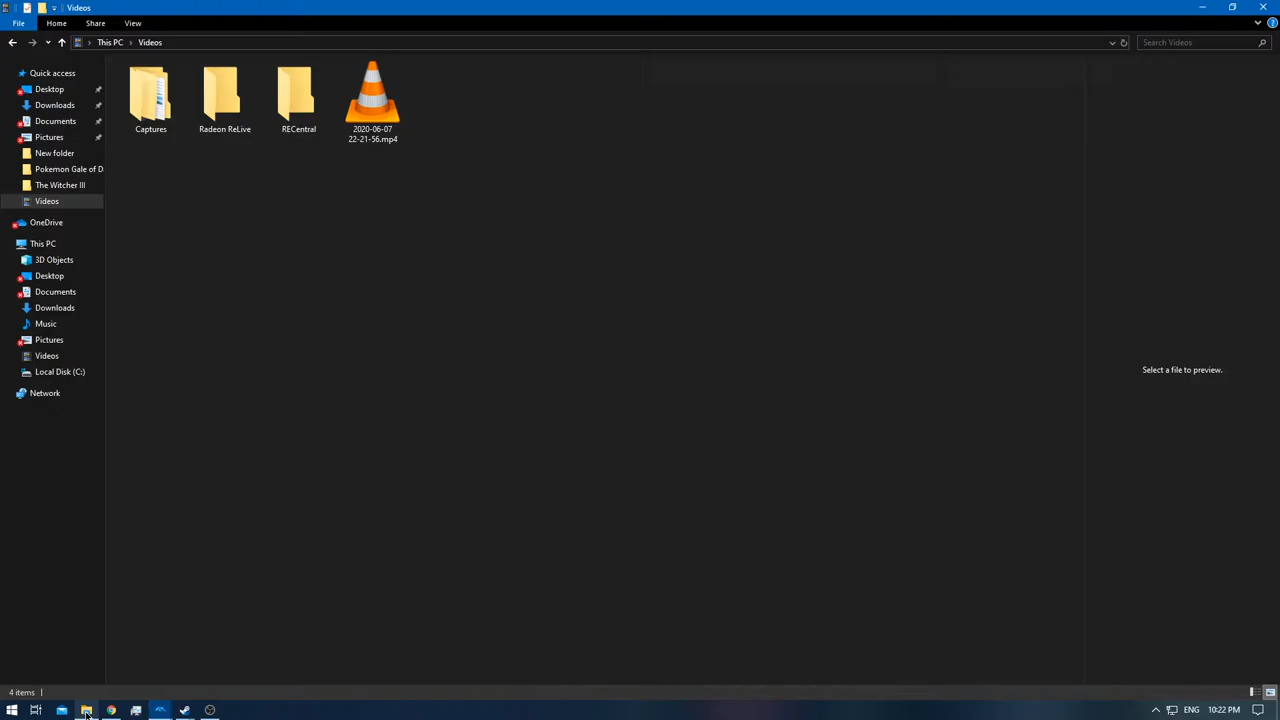 Videos
File
Home
Share
View
This PC
Videos
Search Videos
Quick access
Desktop
Downloads
Documents
Pictures
New folder
Pokemon Gale of D
The Witcher III
Videos
OneDrive
This PC
3D Objects
Desktop
Documents
Downloads
Music
Pictures
Videos
Local Disk (C:)
Network
Captures
Radeon ReLive
RECentral
2020-06-07
22-21-56.mp4
Select a file to preview.
4 items
ENG
10:22 PM